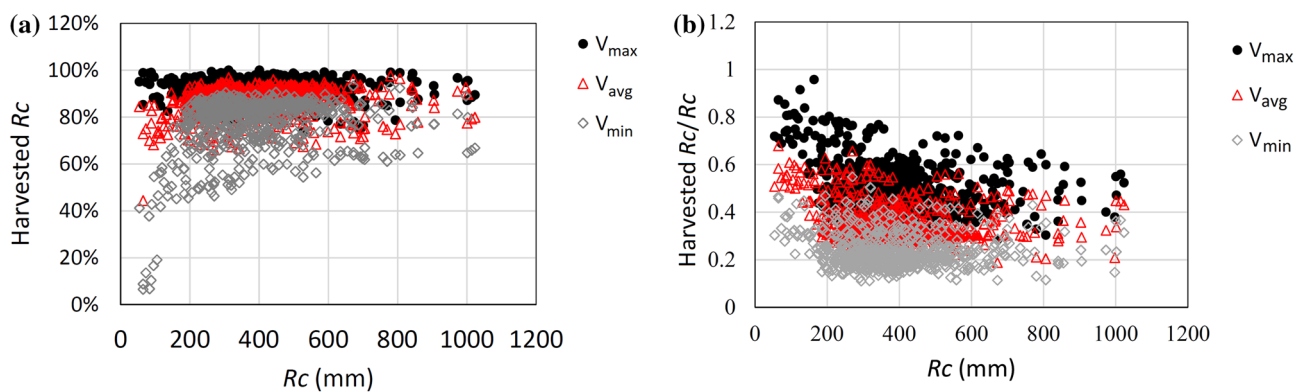 (a)
Harvested Rc
120%
100%
80%
60%
40%
20%
0%
0 200 400 600 800 1000 1200
Rc (mm)
Vmax
Vavg
Vmin
(b)
Harvested Rc/Rc
1.2
1
0.8
0.6
0.4
0.2
0
0 200 400 600 800 1000 1200
Rc (mm)
Vmax
Vavg
Vmin